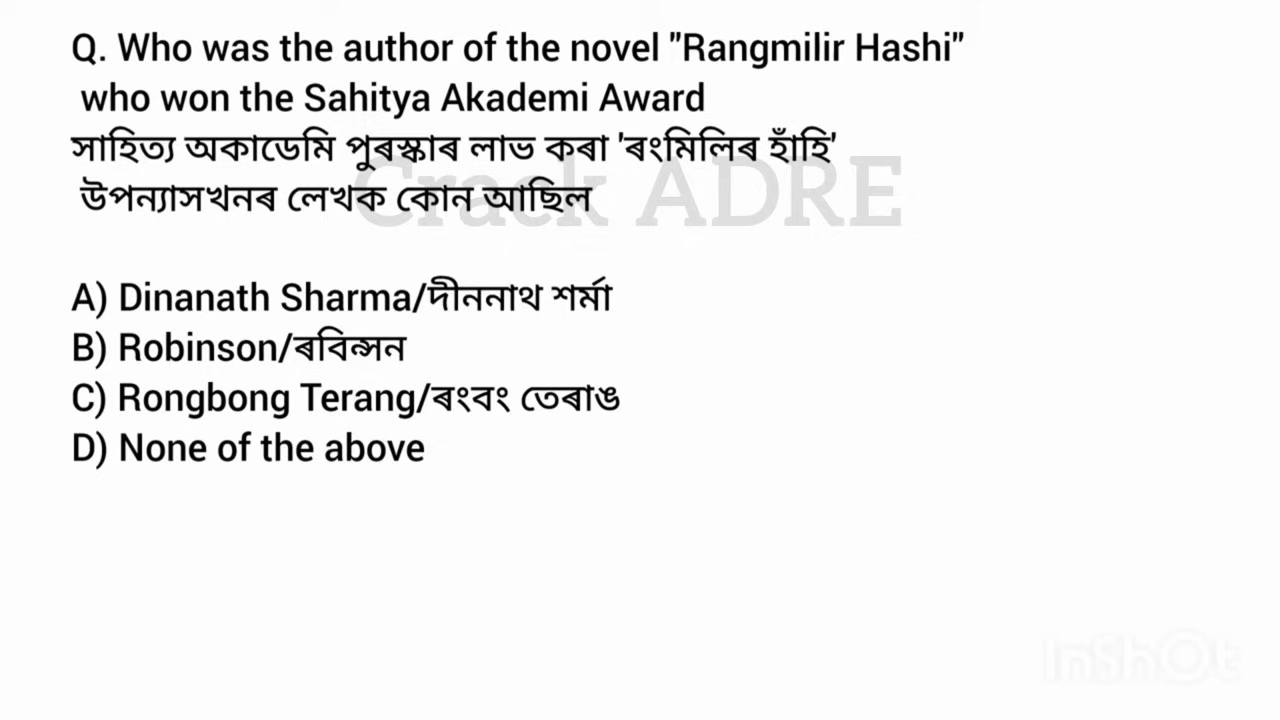 Q. Who was the author of the novel "Rangmilir Hashi"
who won the Sahitya Akademi Award
সাহিত্য অকাডেমি পুৰস্কাৰ লাভ কৰা 'ৰংমিলিৰ হাঁহি'
উপন্যাসখনৰ লেখক কোন আছিল
Crack ADRE
A) Dinanath Sharma/দীননাথ শৰ্মা
B) Robinson/ৰবিন্সন
C) Rongbong Terang/ৰংবং তেৰাঙ
D) None of the above
InShOt